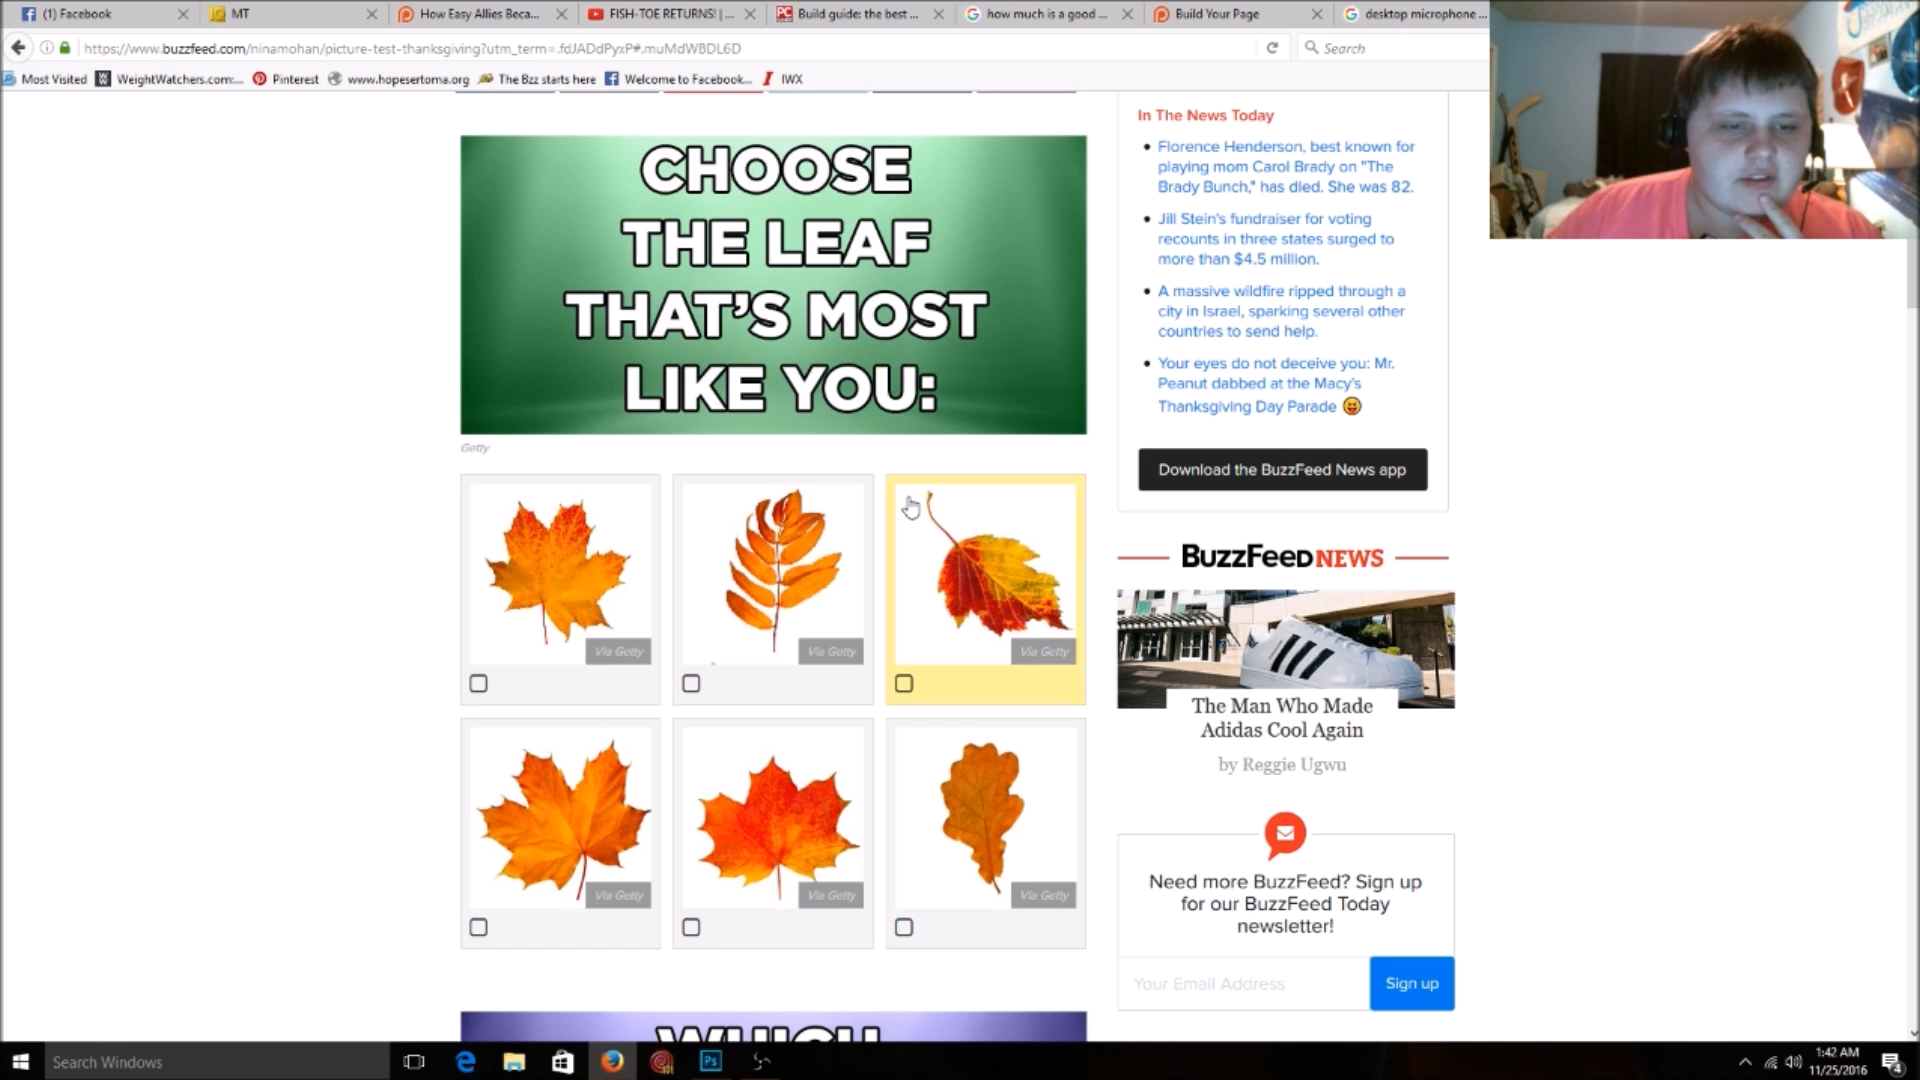 (1) Facebook
MT
How Easy Allies Beca...
FISH-TOE RETURNS! | ...
Build guide: the best ...
how much is a good ...
Build Your Page
desktop microphone ...
https://www.buzzfeed.com/ninamohan/picture-test-thanksgiving?utm_term=.fdJADdPyxP#.muMdWBDL6D
Search
Most Visited
WeightWatchers.com:...
Pinterest
www.hopesertoma.org
The Bzz starts here
Welcome to Facebook...
IWX
CHOOSE
THE LEAF
THAT'S MOST
LIKE YOU:
Getty
Via Getty
Via Getty
Via Getty
Via Getty
Via Getty
Via Getty
WHICH
In The News Today
Florence Henderson, best known for
playing mom Carol Brady on "The
Brady Bunch," has died. She was 82.
Jill Stein's fundraiser for voting
recounts in three states surged to
more than $4.5 million.
A massive wildfire ripped through a
city in Israel, sparking several other
countries to send help.
Your eyes do not deceive you: Mr.
Peanut dabbed at the Macy's
Thanksgiving Day Parade
Download the BuzzFeed News app
BuzzFeed NEWS
The Man Who Made
Adidas Cool Again
by Reggie Ugwu
Need more BuzzFeed? Sign up
for our BuzzFeed Today
newsletter!
Your Email Address
Sign up
Search Windows
Ps
1:42 AM
11/25/2016
4